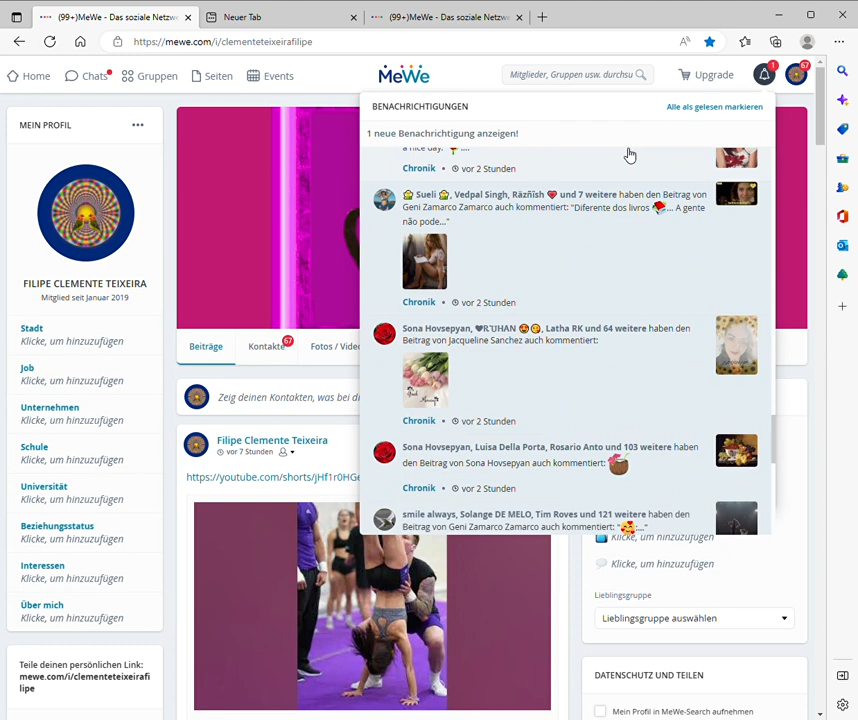 (99+)MeWe - Das soziale Netzw
Neuer Tab
(99+)MeWe - Das soziale Netzw
https://mewe.com/i/clementeteixeirafilipe
Home
Chats
Gruppen
Seiten
Events
MeWe
Mitglieder, Gruppen usw. durchsu
Upgrade
1
67
MEIN PROFIL
FILIPE CLEMENTE TEIXEIRA
Mitglied seit Januar 2019
Stadt
Klicke, um hinzuzufügen
Job
Klicke, um hinzuzufügen
Unternehmen
Klicke, um hinzuzufügen
Schule
Klicke, um hinzuzufügen
Universität
Klicke, um hinzuzufügen
Beziehungsstatus
Klicke, um hinzuzufügen
Interessen
Klicke, um hinzuzufügen
Über mich
Klicke, um hinzuzufügen
Teile deinen persönlichen Link:
mewe.com/i/clementeteixeirafi
lipe
Beiträge
Kontakte
67
Fotos / Video
Zeig deinen Kontakten, was bei di
Filipe Clemente Teixeira
vor 7 Stunden
https://youtube.com/shorts/jHf1r0HGe
BENACHRICHTIGUNGEN
Alle als gelesen markieren
1 neue Benachrichtigung anzeigen!
a nice day. 🌹....
Chronik • vor 2 Stunden
Sueli, Vedpal Singh, Räzñïsh ❤ und 7 weitere haben den Beitrag von
Geni Zamarco Zamarco auch kommentiert: "Diferente dos livros 📚... A gente
não pode..."
Chronik • vor 2 Stunden
Sona Hovsepyan, 🖤R'UHAN 😍😘, Latha RK und 64 weitere haben den
Beitrag von Jacqueline Sanchez auch kommentiert:
Chronik • vor 2 Stunden
Sona Hovsepyan, Luisa Della Porta, Rosario Anto und 103 weitere haben
den Beitrag von Sona Hovsepyan auch kommentiert:
Chronik • vor 2 Stunden
smile always, Solange DE MELO, Tim Roves und 121 weitere haben den
Beitrag von Geni Zamarco Zamarco auch kommentiert: "🥰..."
Klicke, um hinzuzufügen
Klicke, um hinzuzufügen
Lieblingsgruppe
Lieblingsgruppe auswählen
DATENSCHUTZ UND TEILEN
Mein Profil in MeWe-Search aufnehmen